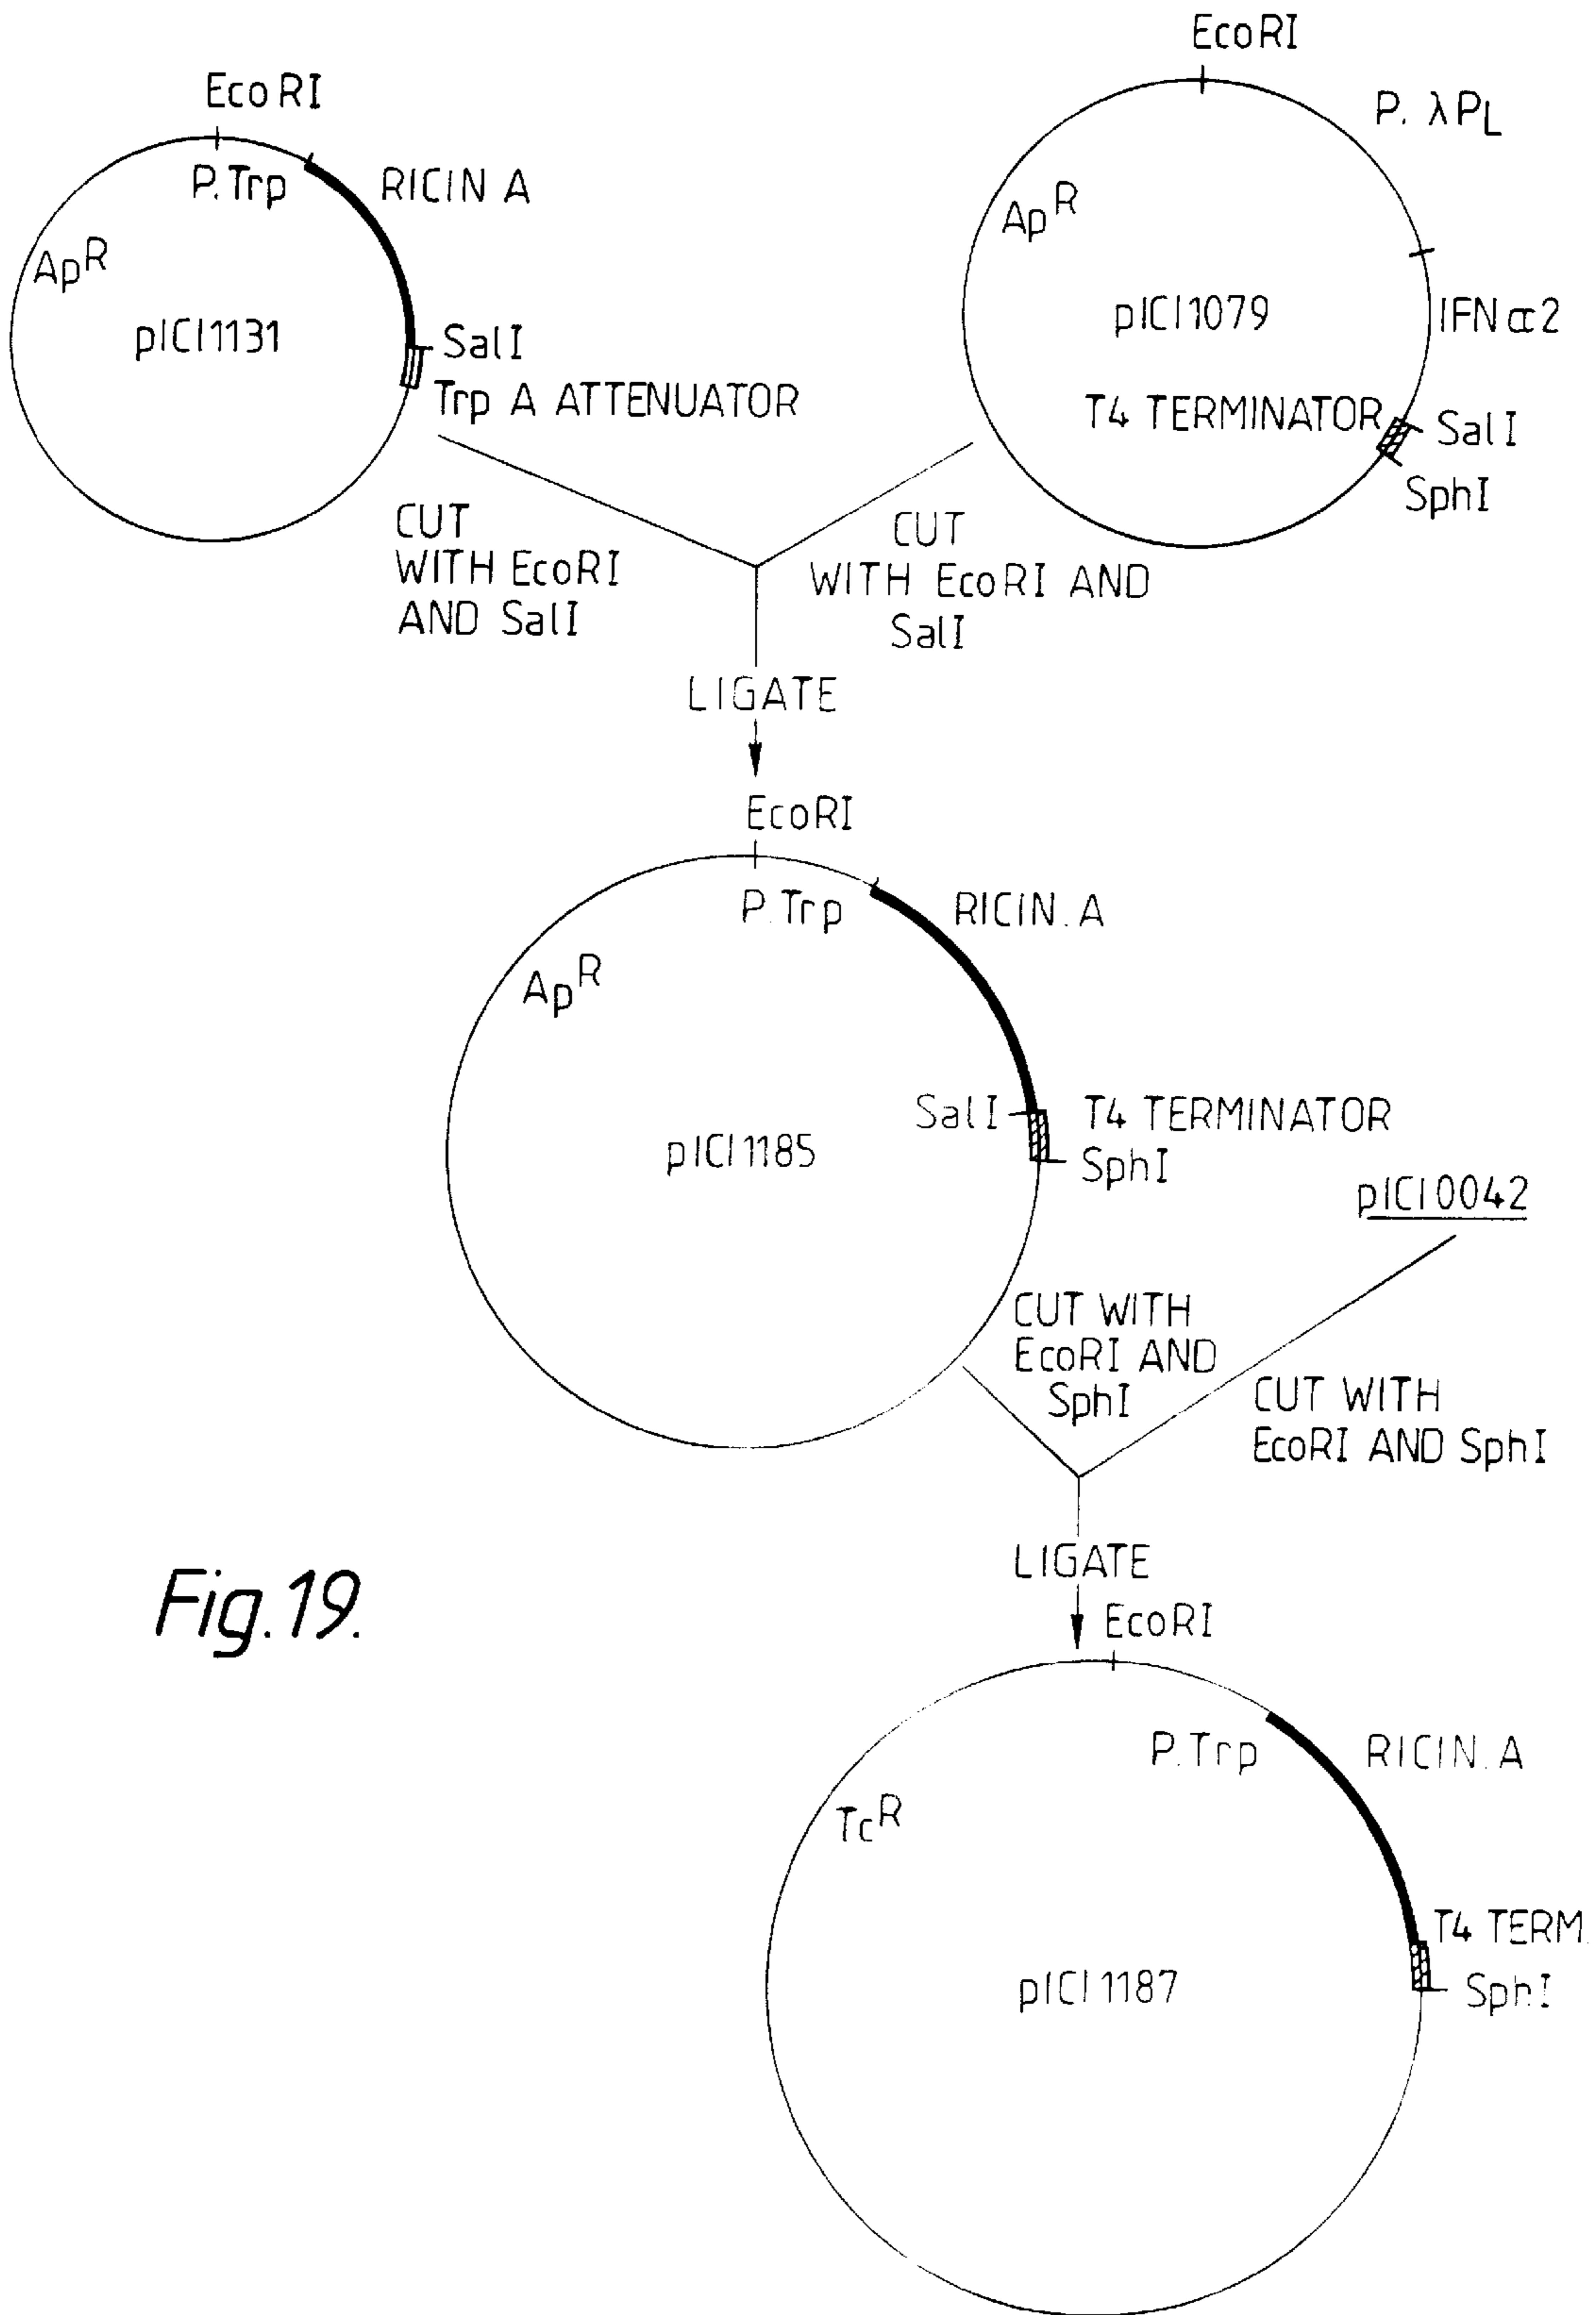 EcoRI
P.Trp
RICIN A
ApR
pICI1131
SalI
Trp A ATTENUATOR
EcoRI
P. λPL
ApR
pICI1079
IFNα2
T4 TERMINATOR
SalI
SphI
CUT
WITH EcoRI
AND SalI
CUT
WITH EcoRI AND
SalI
LIGATE
EcoRI
P.Trp
RICIN. A
ApR
SalI
T4 TERMINATOR
SphI
pICI1185
pICI0042
CUT WITH
EcoRI AND
SphI
CUT WITH
EcoRI AND SphI
LIGATE
Fig.19.
EcoRI
P.Trp
RICIN. A
TcR
T4 TERM.
pICI1187
SphI